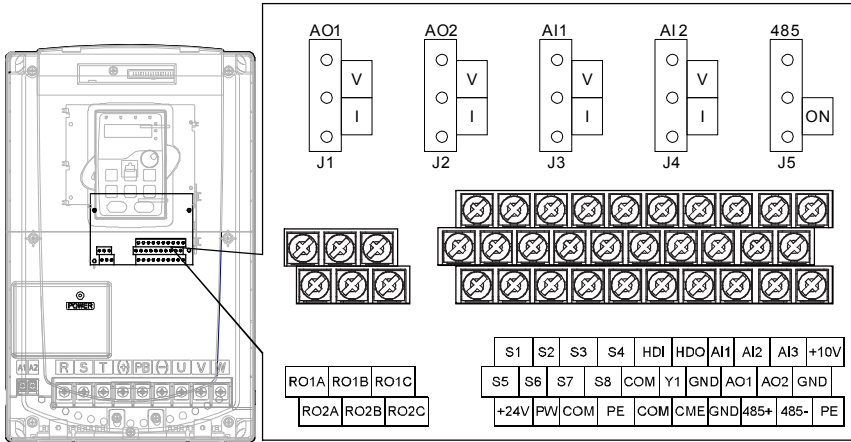 AO1 AO2 AI1 AI2 485
V V V V
I I I I ON
J1 J2 J3 J4 J5
POWER
A1 A2 R S T (+) PB (-) U V W
S1 S2 S3 S4 HDI HDO AI1 AI2 AI3 +10V
RO1A RO1B RO1C S5 S6 S7 S8 COM Y1 GND AO1 AO2 GND
RO2A RO2B RO2C +24V PW COM PE COM CME GND 485+ 485- PE